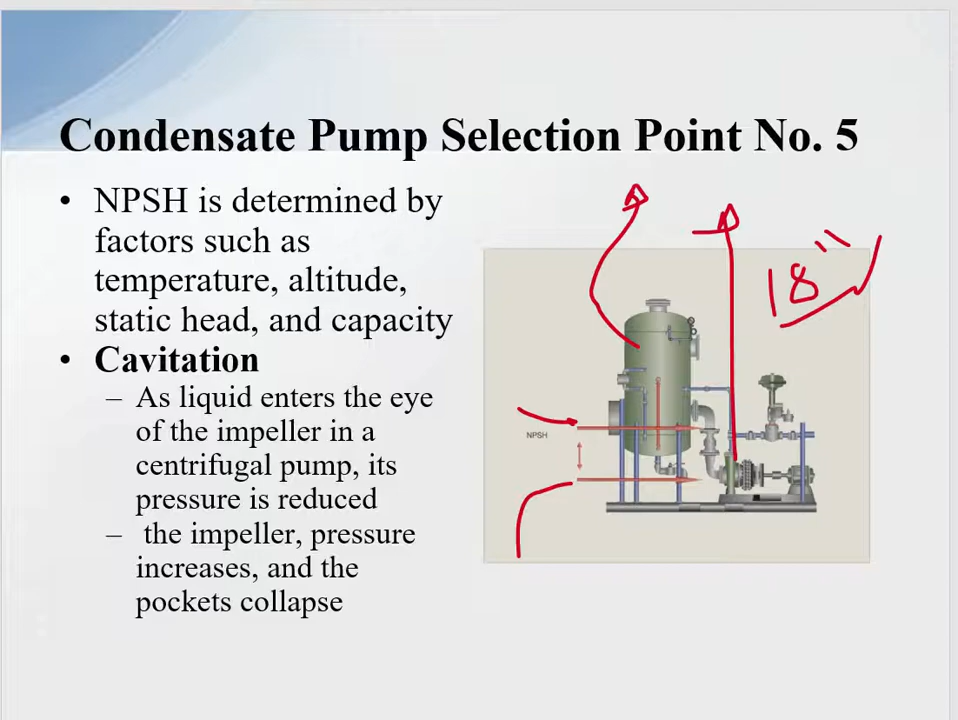 Condensate Pump Selection Point No. 5
• NPSH is determined by
factors such as
temperature, altitude,
static head, and capacity
• Cavitation
– As liquid enters the eye
of the impeller in a
centrifugal pump, its
pressure is reduced
– the impeller, pressure
increases, and the
pockets collapse
NPSH
18"